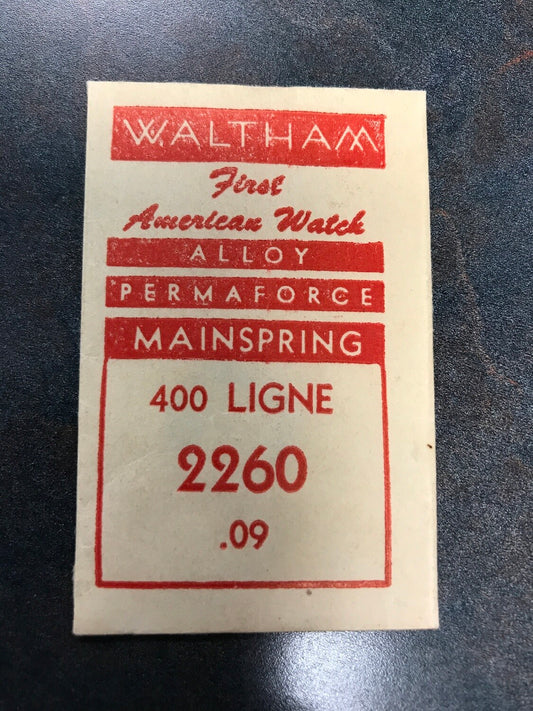 WALTHAM
First
American Watch
ALLOY
PERMAFORCE
MAINSPRING
400 LIGNE
2260
.09